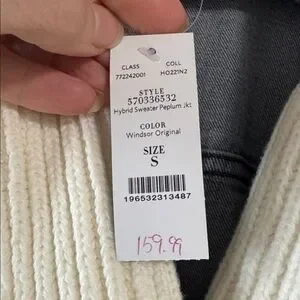 CLASS COLL
772242001 HO221N2
STYLE
570336532
Hybrid Sweater Peplum Jkt
COLOR
Windsor Original
SIZE
S
196532313487
159.99